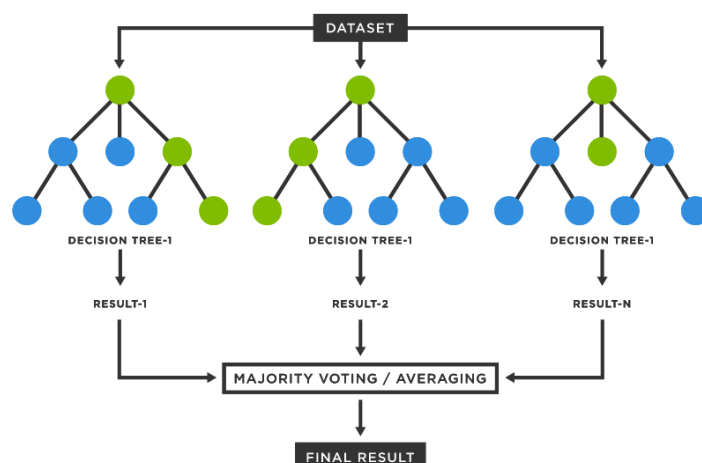 DATASET
DECISION TREE-1 DECISION TREE-1 DECISION TREE-1
RESULT-1 RESULT-2 RESULT-N
MAJORITY VOTING / AVERAGING
FINAL RESULT